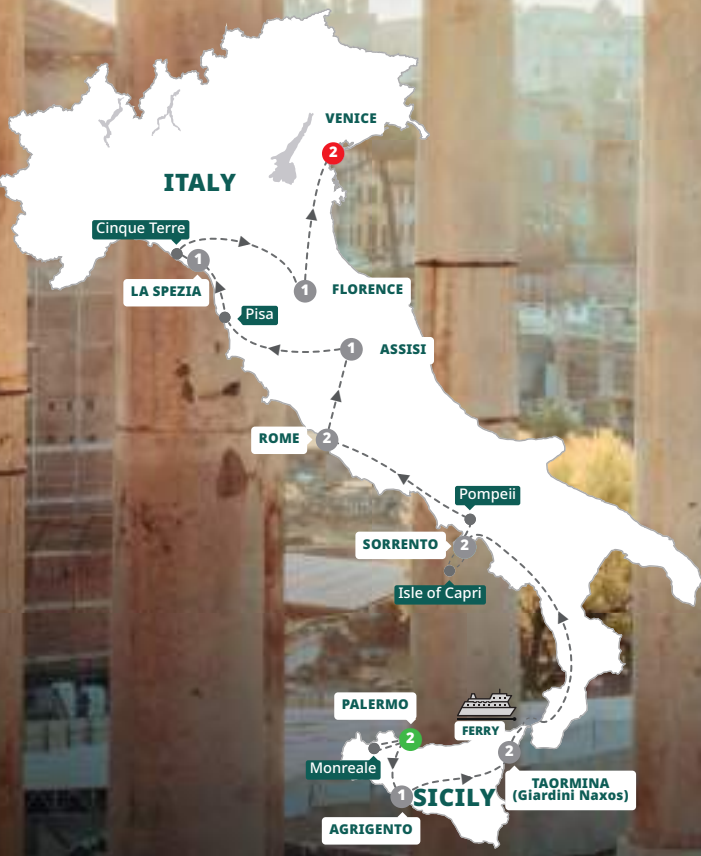 VENICE
2
ITALY
Cinque Terre
1
LA SPEZIA
1
FLORENCE
Pisa
1
ASSISI
ROME
2
Pompeii
SORRENTO
2
Isle of Capri
PALERMO
2
FERRY
2
Monreale
TAORMINA
(Giardini Naxos)
1
SICILY
AGRIGENTO